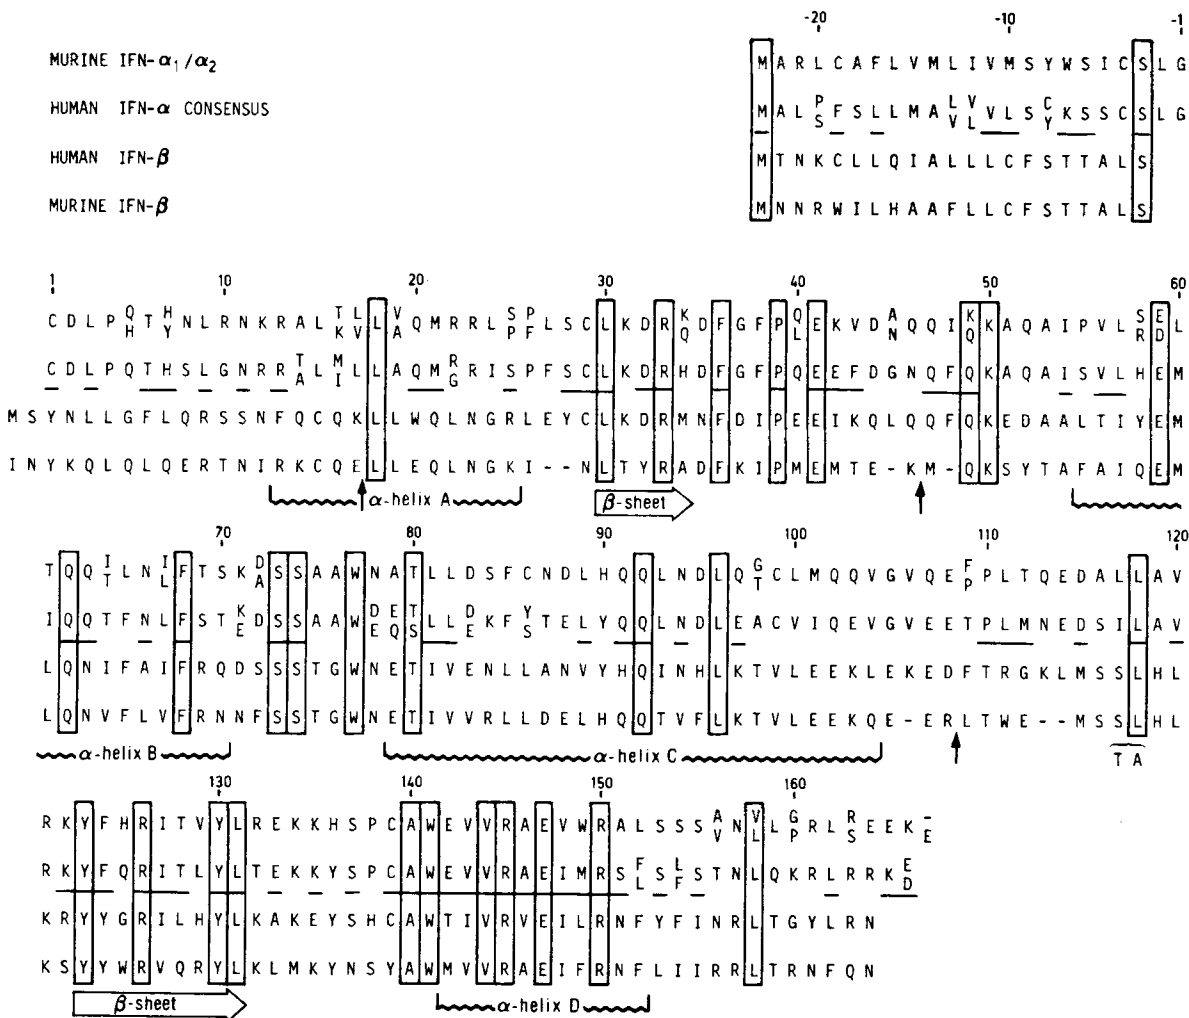 -20 -10 -1
MURINE IFN-α₁/α₂ M A R L C A F L V M L I V M S Y W S I C S L G
HUMAN IFN-α CONSENSUS M A L P/S F S L L M A L/V V/L V L S C/Y K S S C S L G
HUMAN IFN-β M T N K C L L Q I A L L L C F S T T A L S
MURINE IFN-β M N N R W I L H A A F L L C F S T T A L S
1 10 20 30 40 50 60
C D L P Q/H T H/Y N L R N K R A L T/K L/V L V/A Q M R R L S/P P/F L S C L K D R K/Q D F G F P Q/L E K V D A/N Q Q I K/Q K A Q A I P V L S/R E/D L
C D L P Q T H S L G N R R T/A L M/I L L A Q M R/G R I S P F S C L K D R H D F G F P Q E E F D G N Q F Q K A Q A I S V L H E M
M S Y N L L G F L Q R S S N F Q C Q K L L W Q L N G R L E Y C L K D R M N F D I P E E I K Q L Q Q F Q K E D A A L T I Y E M
I N Y K Q L Q L Q E R T N I R K C Q E L L E Q L N G K I - - N L T Y R A D F K I P M E M T E - K M - Q K S Y T A F A I Q E M
α-helix A β-sheet
70 80 90 100 110 120
T Q Q I/T L N I/L F T S K D/A S S A A W N A T L L D S F C N D L H Q Q L N D L Q G/T C L M Q Q V G V Q E F/P P L T Q E D A L L A V
I Q Q T F N L F S T K/E D S S A A W D/E E/Q T/S L L D/E K F Y/S T E L Y Q Q L N D L E A C V I Q E V G V E E T P L M N E D S I L A V
L Q N I F A I F R Q D S S S T G W N E T I V E N L L A N V Y H Q I N H L K T V L E E K L E K E D F T R G K L M S S L H L
L Q N V F L V F R N N F S S T G W N E T I V V R L L D E L H Q Q T V F L K T V L E E K Q E - E R L T W E - - M S S L H L
α-helix B α-helix C T A
130 140 150 160
R K Y F H R I T V Y L R E K K H S P C A W E V V R A E V W R A L S S S A/V N V/L L G/P R L R/S E E K -/E
R K Y F Q R I T L Y L T E K K Y S P C A W E V V R A E I M R S F/L S L/F S T N L Q K R L R R K E/D
K R Y Y G R I L H Y L K A K E Y S H C A W T I V R V E I L R N F Y F I N R L T G Y L R N
K S Y Y W R V Q R Y L K L M K Y N S Y A W M V V R A E I F R N F L I I R R L T R N F Q N
β-sheet α-helix D